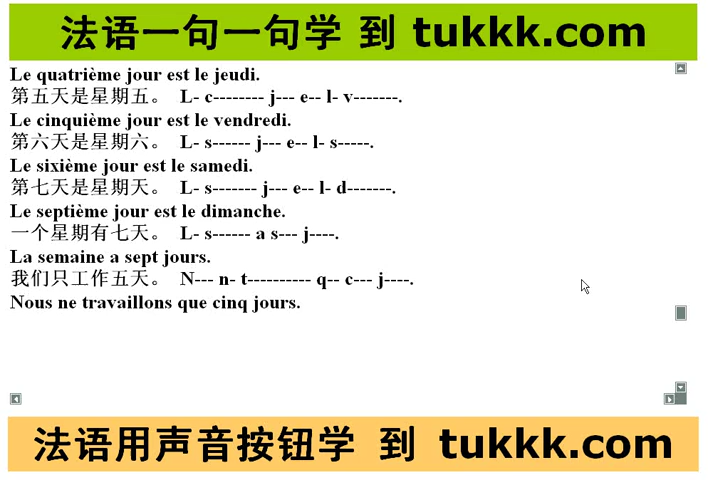 法语一句一句学 到 tukkk.com
Le quatrième jour est le jeudi.
第五天是星期五。 L- c-------- j--- e-- l- v-------.
Le cinquième jour est le vendredi.
第六天是星期六。 L- s------ j--- e-- l- s-----.
Le sixième jour est le samedi.
第七天是星期天。 L- s------- j--- e-- l- d-------.
Le septième jour est le dimanche.
一个星期有七天。 L- s------ a s--- j----.
La semaine a sept jours.
我们只工作五天。 N--- n- t---------- q-- c--- j----.
Nous ne travaillons que cinq jours.
法语用声音按钮学 到 tukkk.com